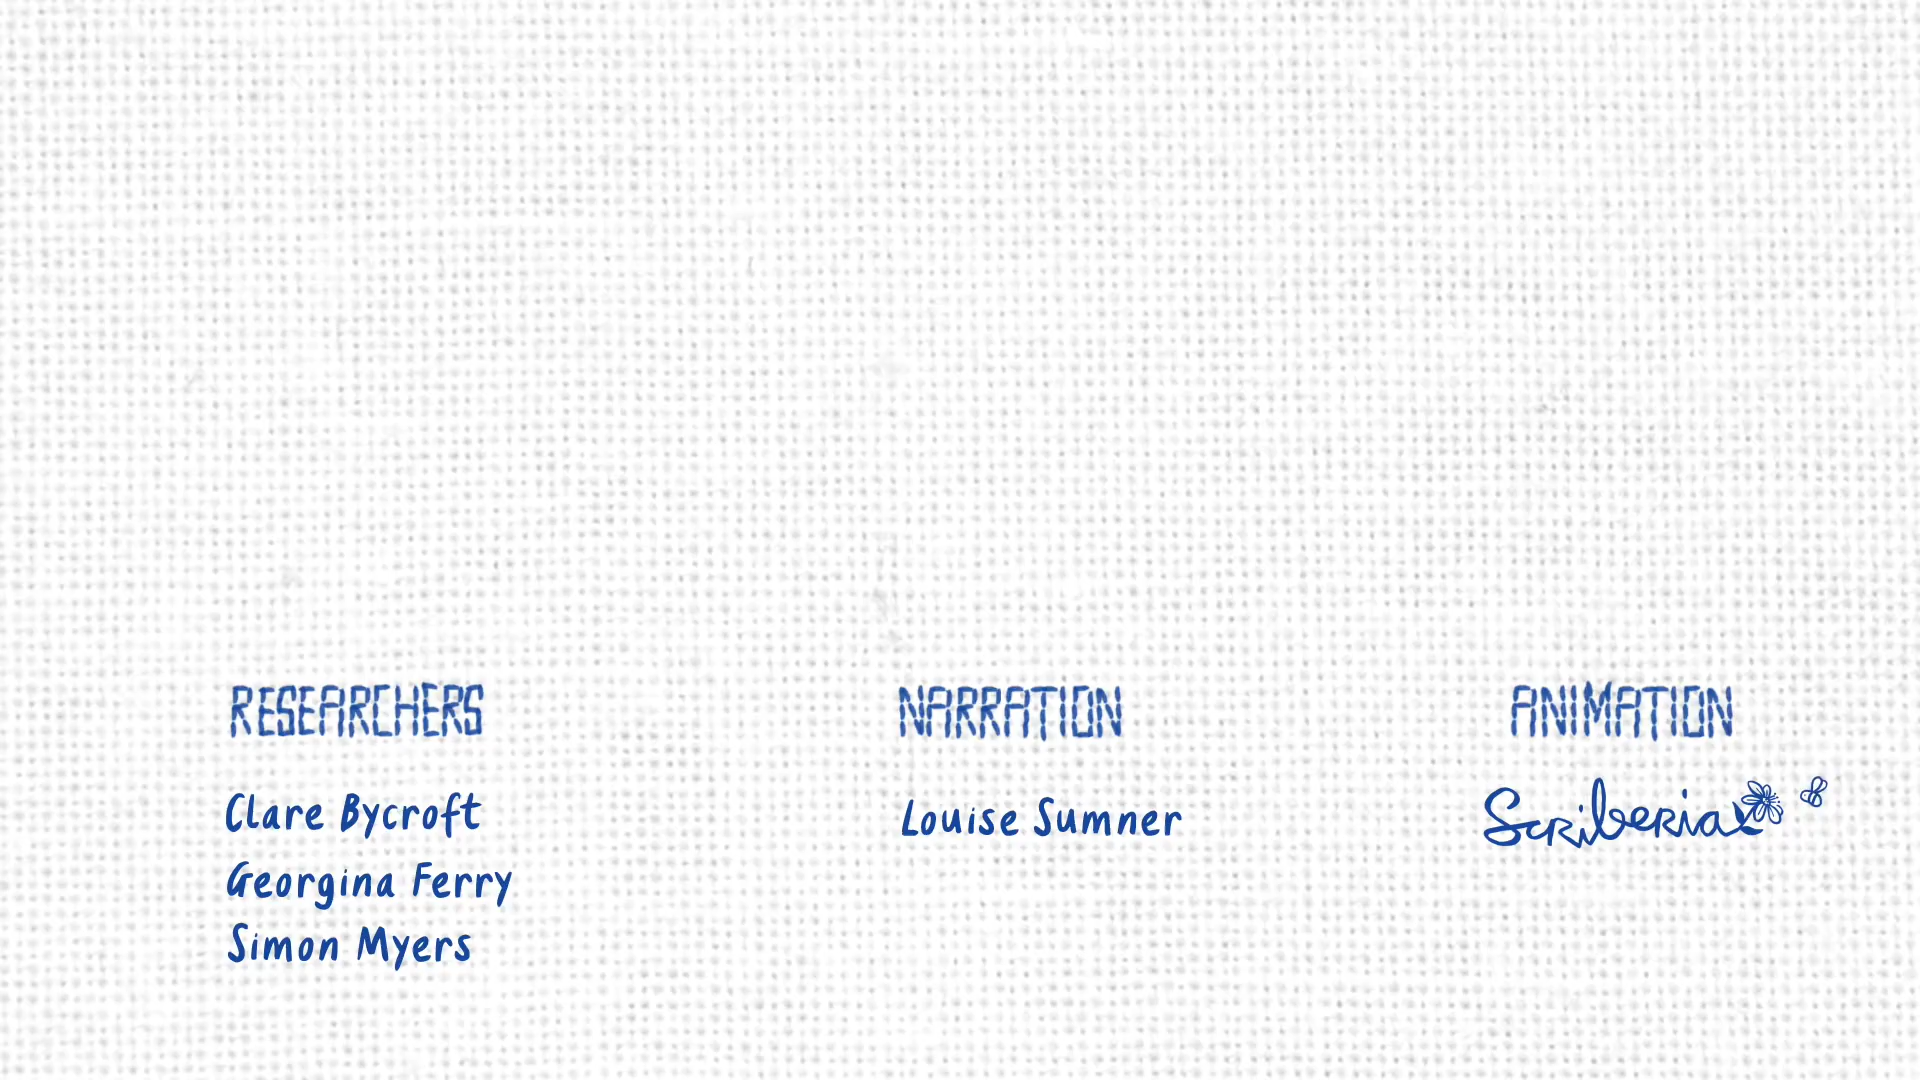 RESEARCHERS
Clare Bycroft
Georgina Ferry
Simon Myers
NARRATION
Louise Sumner
ANIMATION
Scriberia